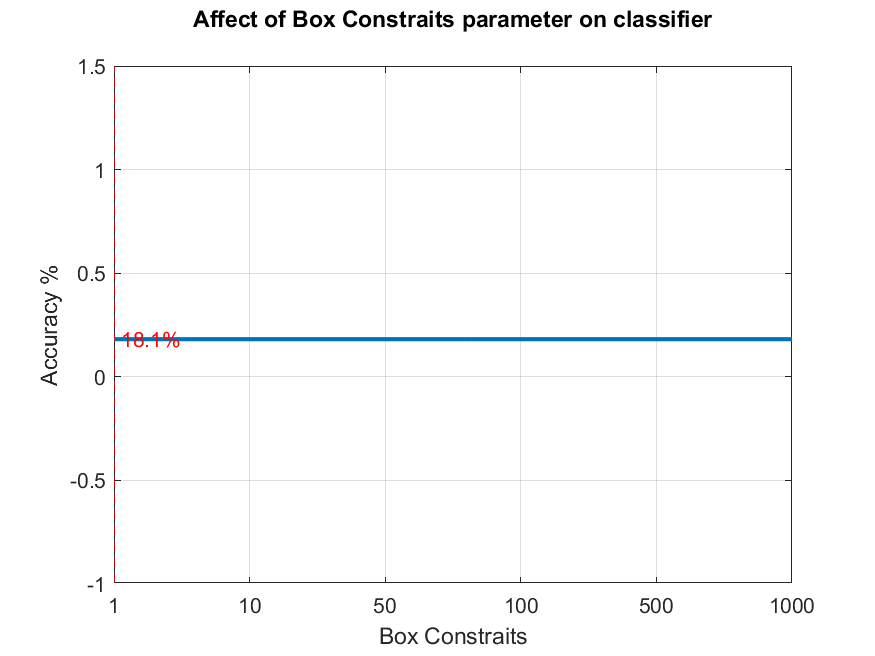 Affect of Box Constraits parameter on classifier
1.5
1
0.5
0
-0.5
-1
Accuracy %
18.1%
1 10 50 100 500 1000
Box Constraits